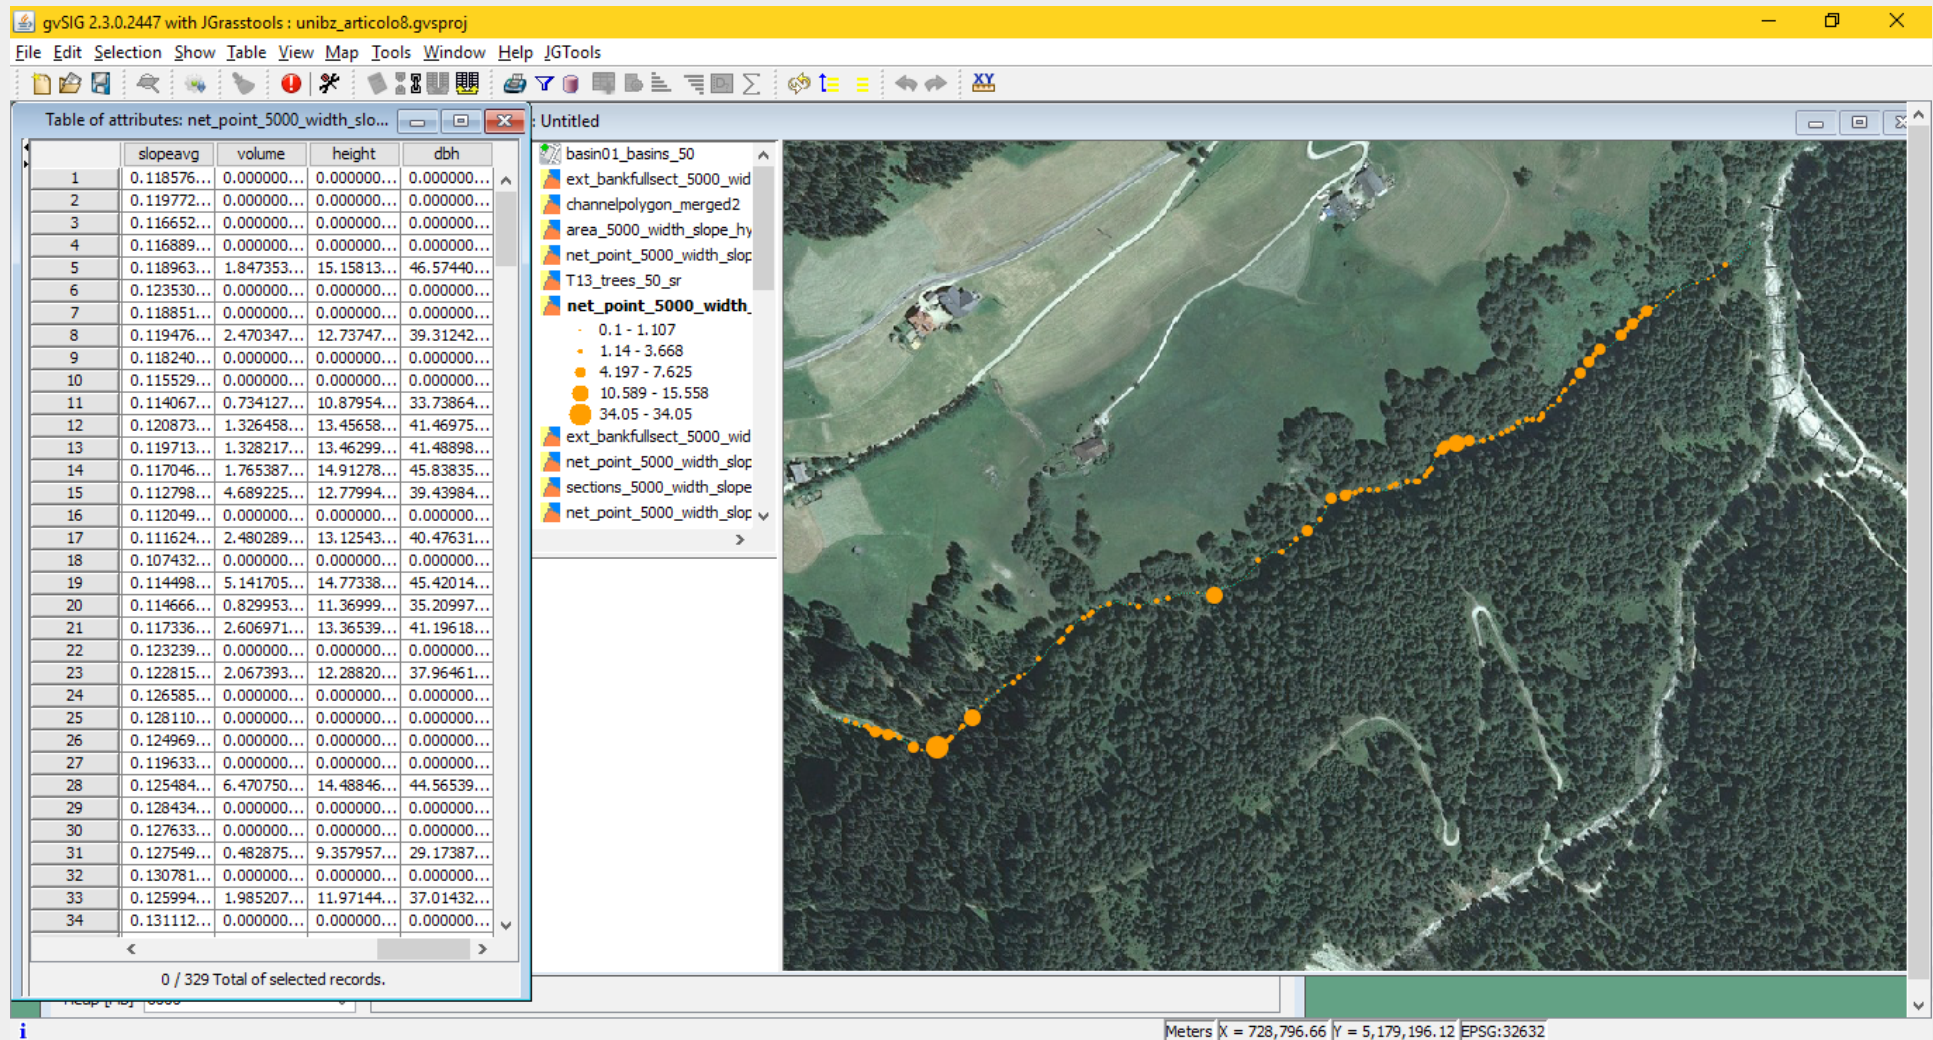 gvSIG 2.3.0.2447 with JGrasstools : unibz_articolo8.gvsproj
File Edit Selection Show Table View Map Tools Window Help JGTools
XY
Table of attributes: net_point_5000_width_slo...
slopeavg volume height dbh
1 0.118576... 0.000000... 0.000000... 0.000000...
2 0.119772... 0.000000... 0.000000... 0.000000...
3 0.116652... 0.000000... 0.000000... 0.000000...
4 0.116889... 0.000000... 0.000000... 0.000000...
5 0.118963... 1.847353... 15.15813... 46.57440...
6 0.123530... 0.000000... 0.000000... 0.000000...
7 0.118851... 0.000000... 0.000000... 0.000000...
8 0.119476... 2.470347... 12.73747... 39.31242...
9 0.118240... 0.000000... 0.000000... 0.000000...
10 0.115529... 0.000000... 0.000000... 0.000000...
11 0.114067... 0.734127... 10.87954... 33.73864...
12 0.120873... 1.326458... 13.45658... 41.46975...
13 0.119713... 1.328217... 13.46299... 41.48898...
14 0.117046... 1.765387... 14.91278... 45.83835...
15 0.112798... 4.689225... 12.77994... 39.43984...
16 0.112049... 0.000000... 0.000000... 0.000000...
17 0.111624... 2.480289... 13.12543... 40.47631...
18 0.107432... 0.000000... 0.000000... 0.000000...
19 0.114498... 5.141705... 14.77338... 45.42014...
20 0.114666... 0.829953... 11.36999... 35.20997...
21 0.117336... 2.606971... 13.36539... 41.19618...
22 0.123239... 0.000000... 0.000000... 0.000000...
23 0.122815... 2.067393... 12.28820... 37.96461...
24 0.126585... 0.000000... 0.000000... 0.000000...
25 0.128110... 0.000000... 0.000000... 0.000000...
26 0.124969... 0.000000... 0.000000... 0.000000...
27 0.119633... 0.000000... 0.000000... 0.000000...
28 0.125484... 6.470750... 14.48846... 44.56539...
29 0.128434... 0.000000... 0.000000... 0.000000...
30 0.127633... 0.000000... 0.000000... 0.000000...
31 0.127549... 0.482875... 9.357957... 29.17387...
32 0.130781... 0.000000... 0.000000... 0.000000...
33 0.125994... 1.985207... 11.97144... 37.01432...
34 0.131112... 0.000000... 0.000000... 0.000000...
0 / 329 Total of selected records.
: Untitled
basin01_basins_50
ext_bankfullsect_5000_wid
channelpolygon_merged2
area_5000_width_slope_hy
net_point_5000_width_slop
T13_trees_50_sr
net_point_5000_width_
0.1 - 1.107
1.14 - 3.668
4.197 - 7.625
10.589 - 15.558
34.05 - 34.05
ext_bankfullsect_5000_wid
net_point_5000_width_slop
sections_5000_width_slope
net_point_5000_width_slop
Meters X = 728,796.66 Y = 5,179,196.12 EPSG:32632